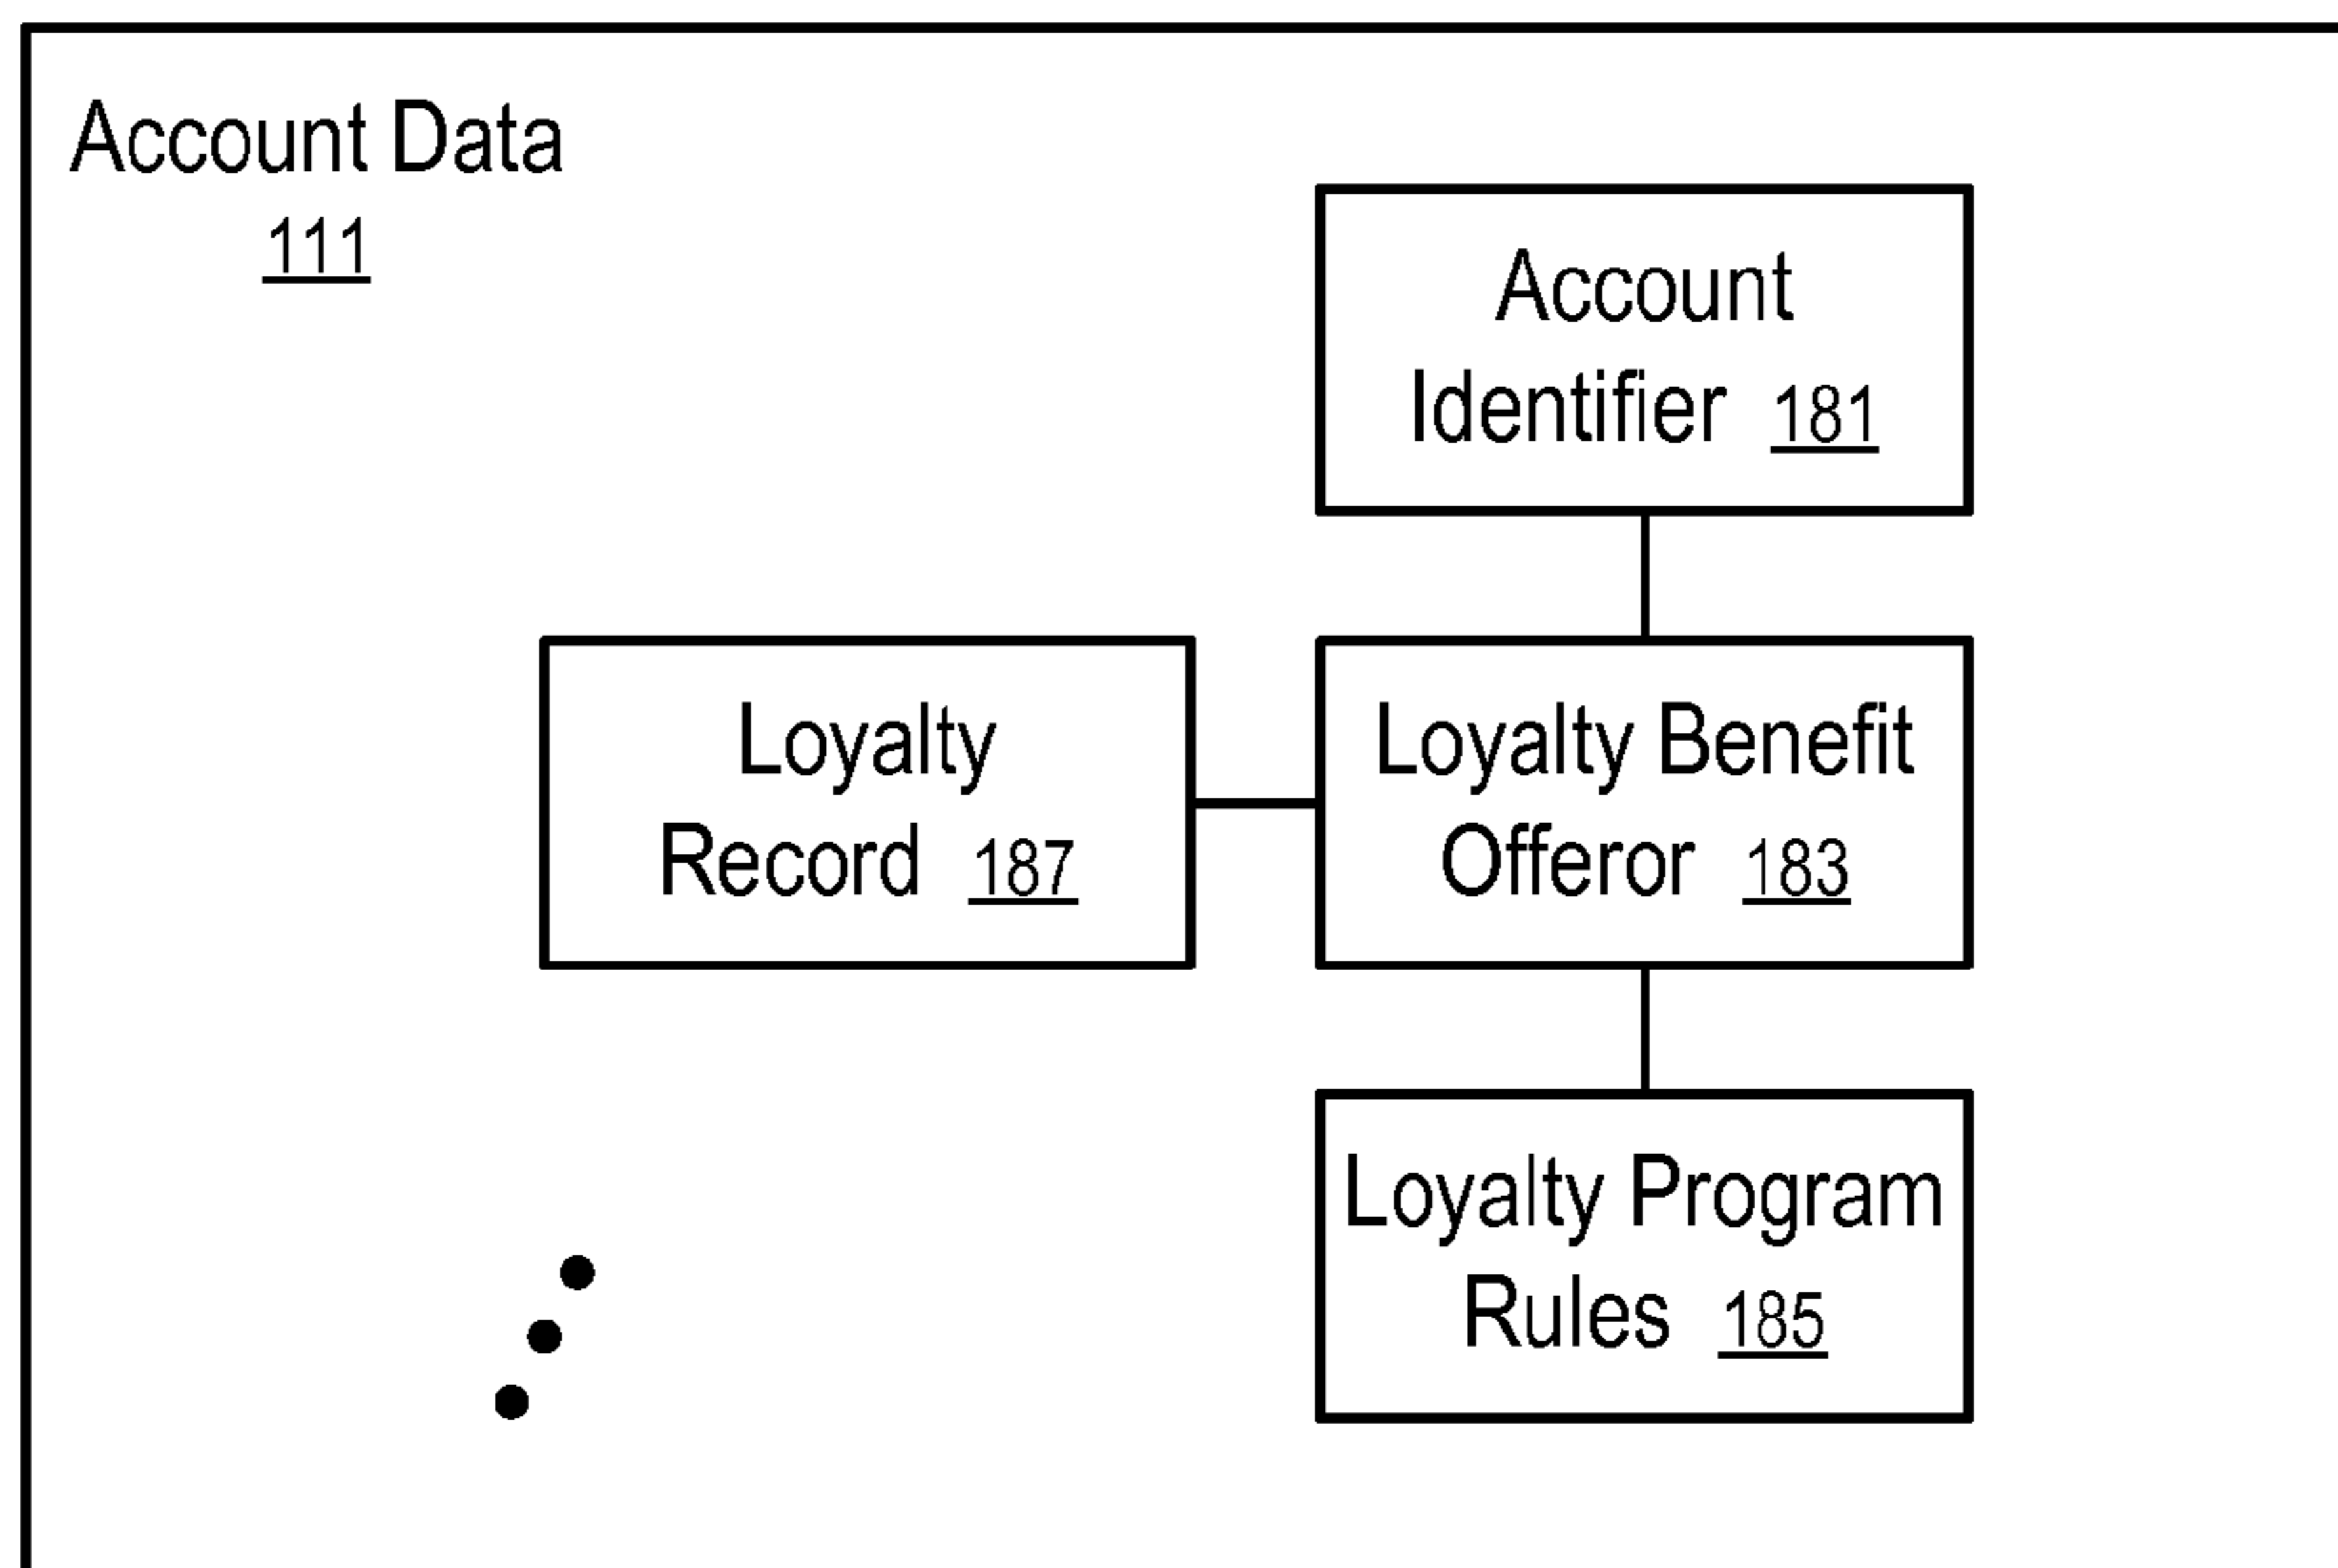 Account Data
111
Account
Identifier 181
Loyalty
Record 187
Loyalty Benefit
Offeror 183
Loyalty Program
Rules 185